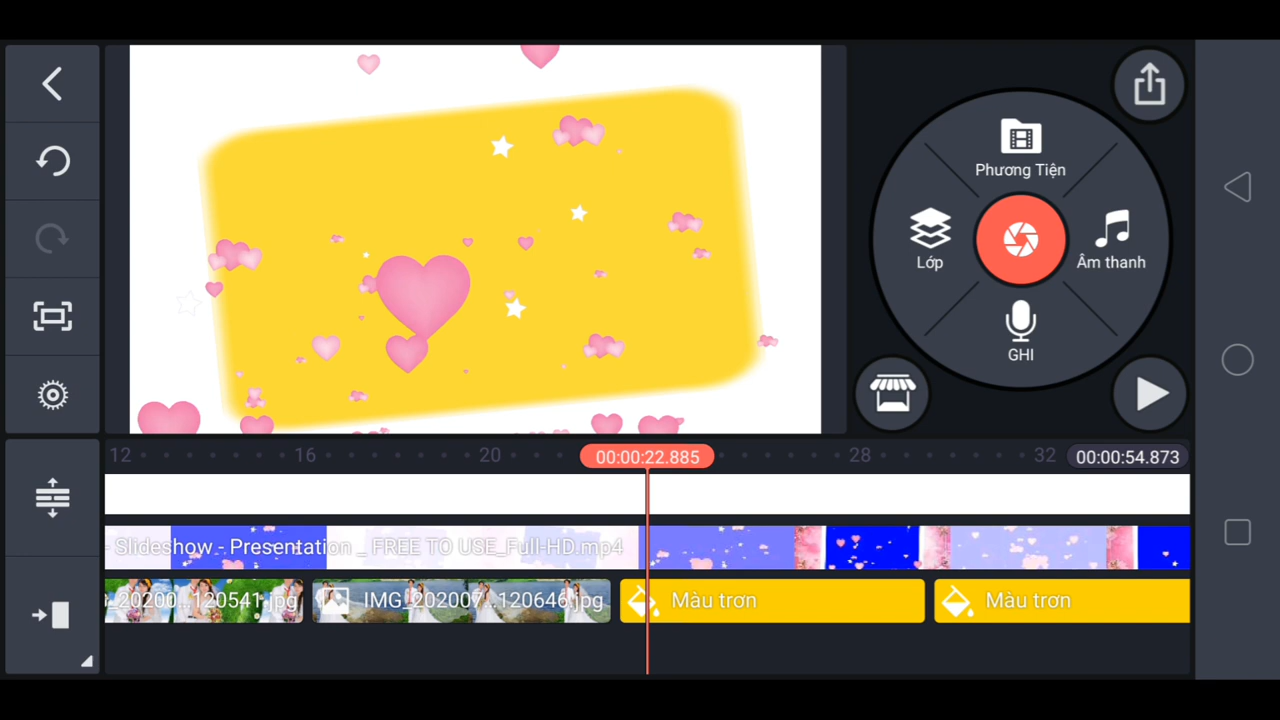 Phương Tiện
Lớp
Âm thanh
GHI
12
16
20
00:00:22.885
28
32
00:00:54.873
- Slideshow - Presentation _ FREE TO USE_Full-HD.mp4
_20200...120541.jpg
IMG_202007...120646.jpg
Màu trơn
Màu trơn